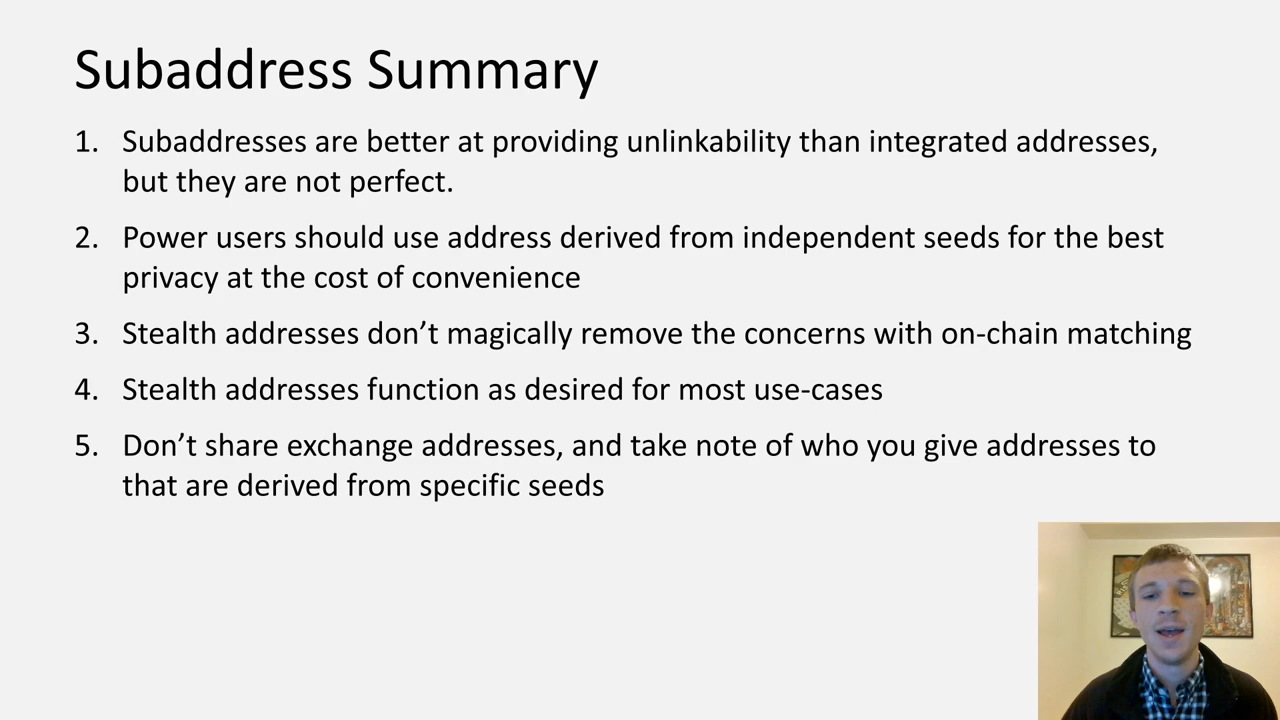 Subaddress Summary
1. Subaddresses are better at providing unlinkability than integrated addresses,
but they are not perfect.
2. Power users should use address derived from independent seeds for the best
privacy at the cost of convenience
3. Stealth addresses don’t magically remove the concerns with on-chain matching
4. Stealth addresses function as desired for most use-cases
5. Don’t share exchange addresses, and take note of who you give addresses to
that are derived from specific seeds